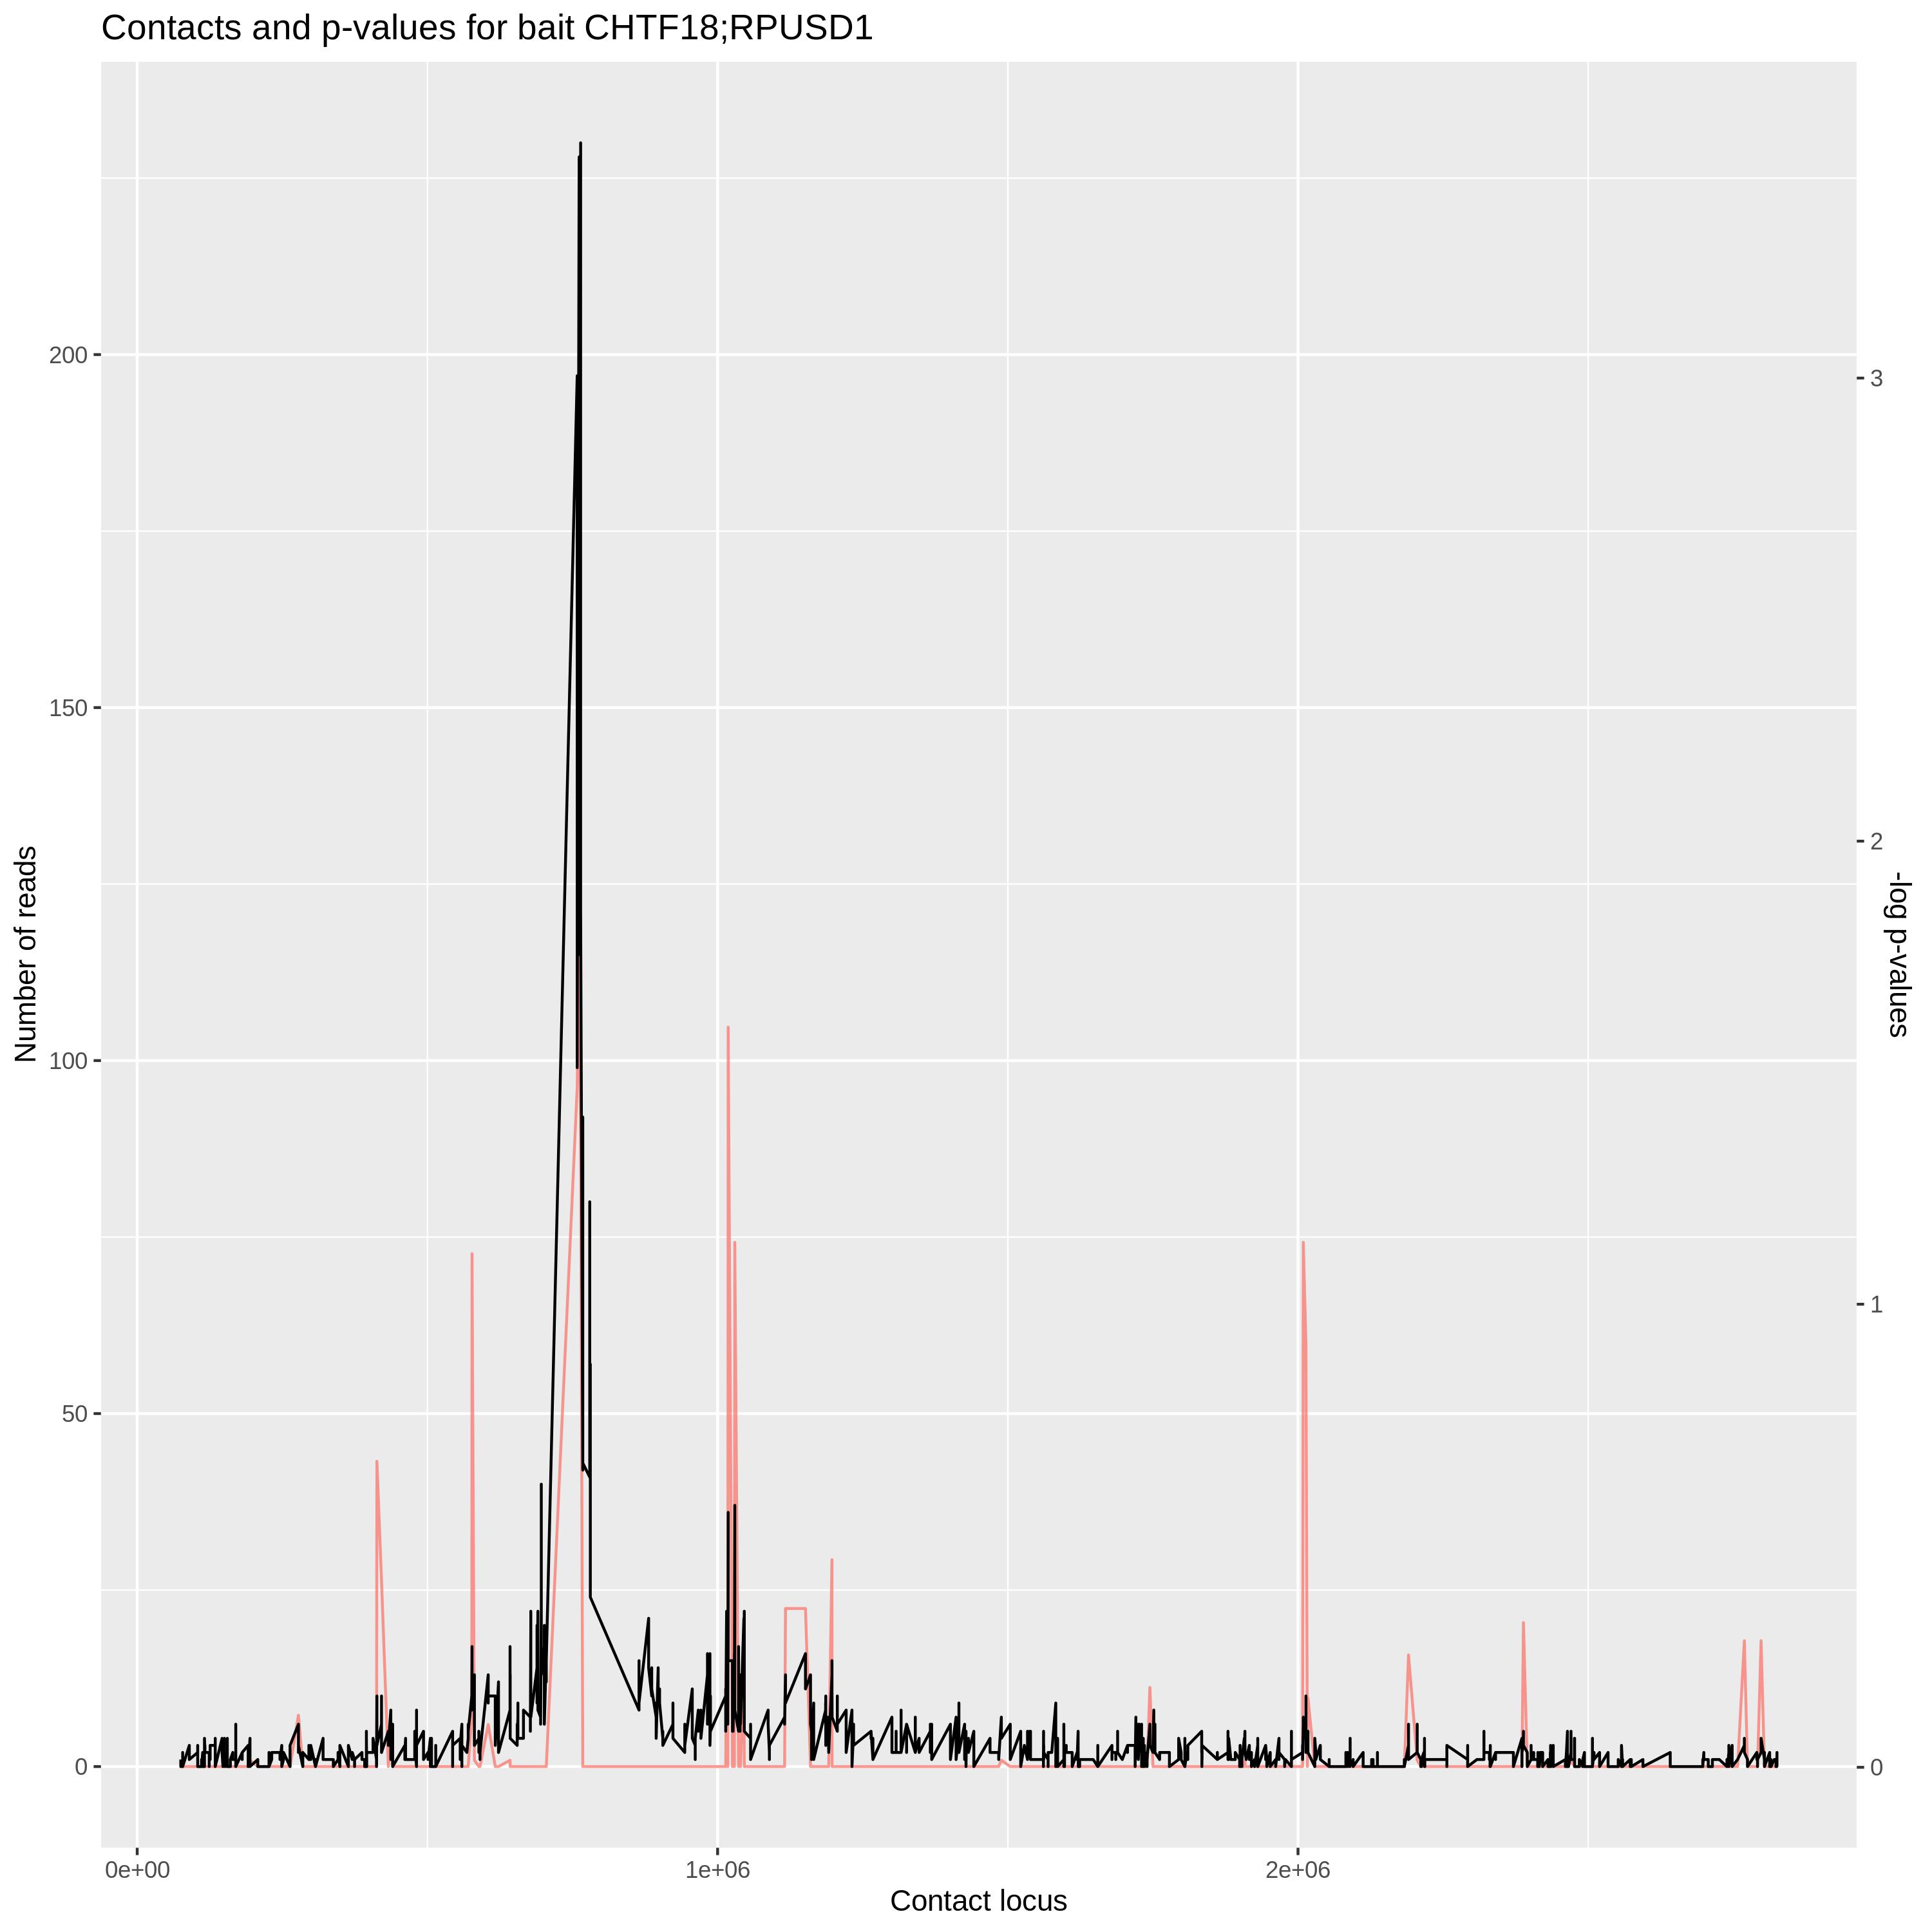 Contacts and p-values for bait CHTF18;RPUSD1
Number of reads
200
150
100
50
0
3
2
1
0
-log p-values
0e+00
1e+06
2e+06
Contact locus